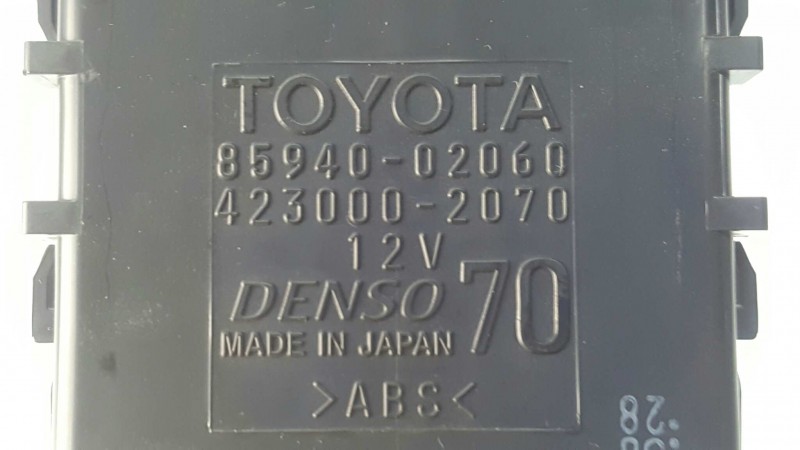 TOYOTA
85940-02060
423000-2070
12V
DENSO 70
MADE IN JAPAN
>ABS<